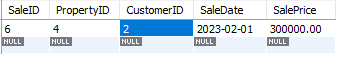 SaleID PropertyID CustomerID SaleDate SalePrice
6 4 2 2023-02-01 300000.00
NULL NULL NULL NULL NULL